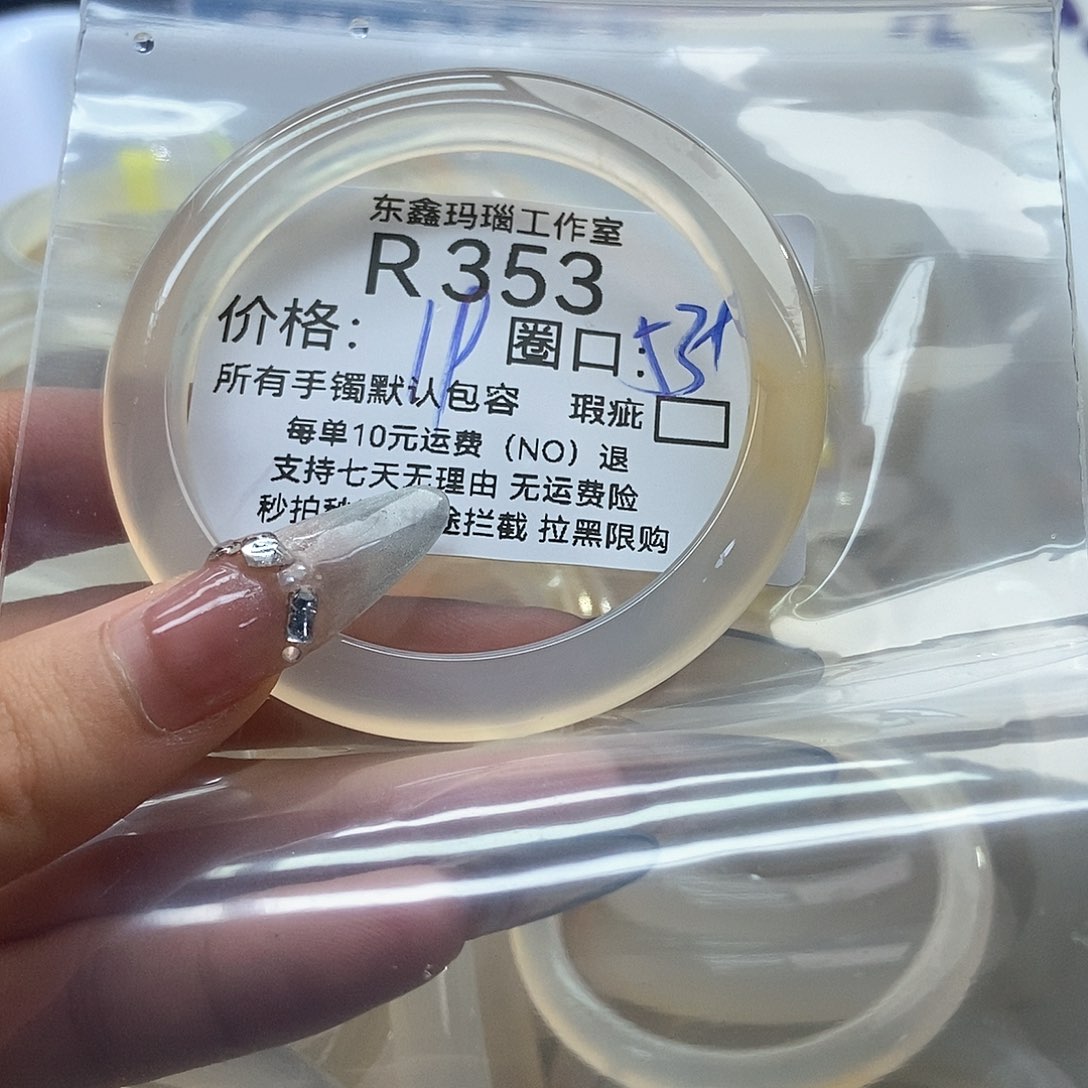 东鑫玛瑙工作室
R353
价格： 圈口：53
所有手镯默认包容 瑕疵
每单10元运费（NO）退
支持七天无理由 无运费险
秒拍秒 途拦截 拉黑限购